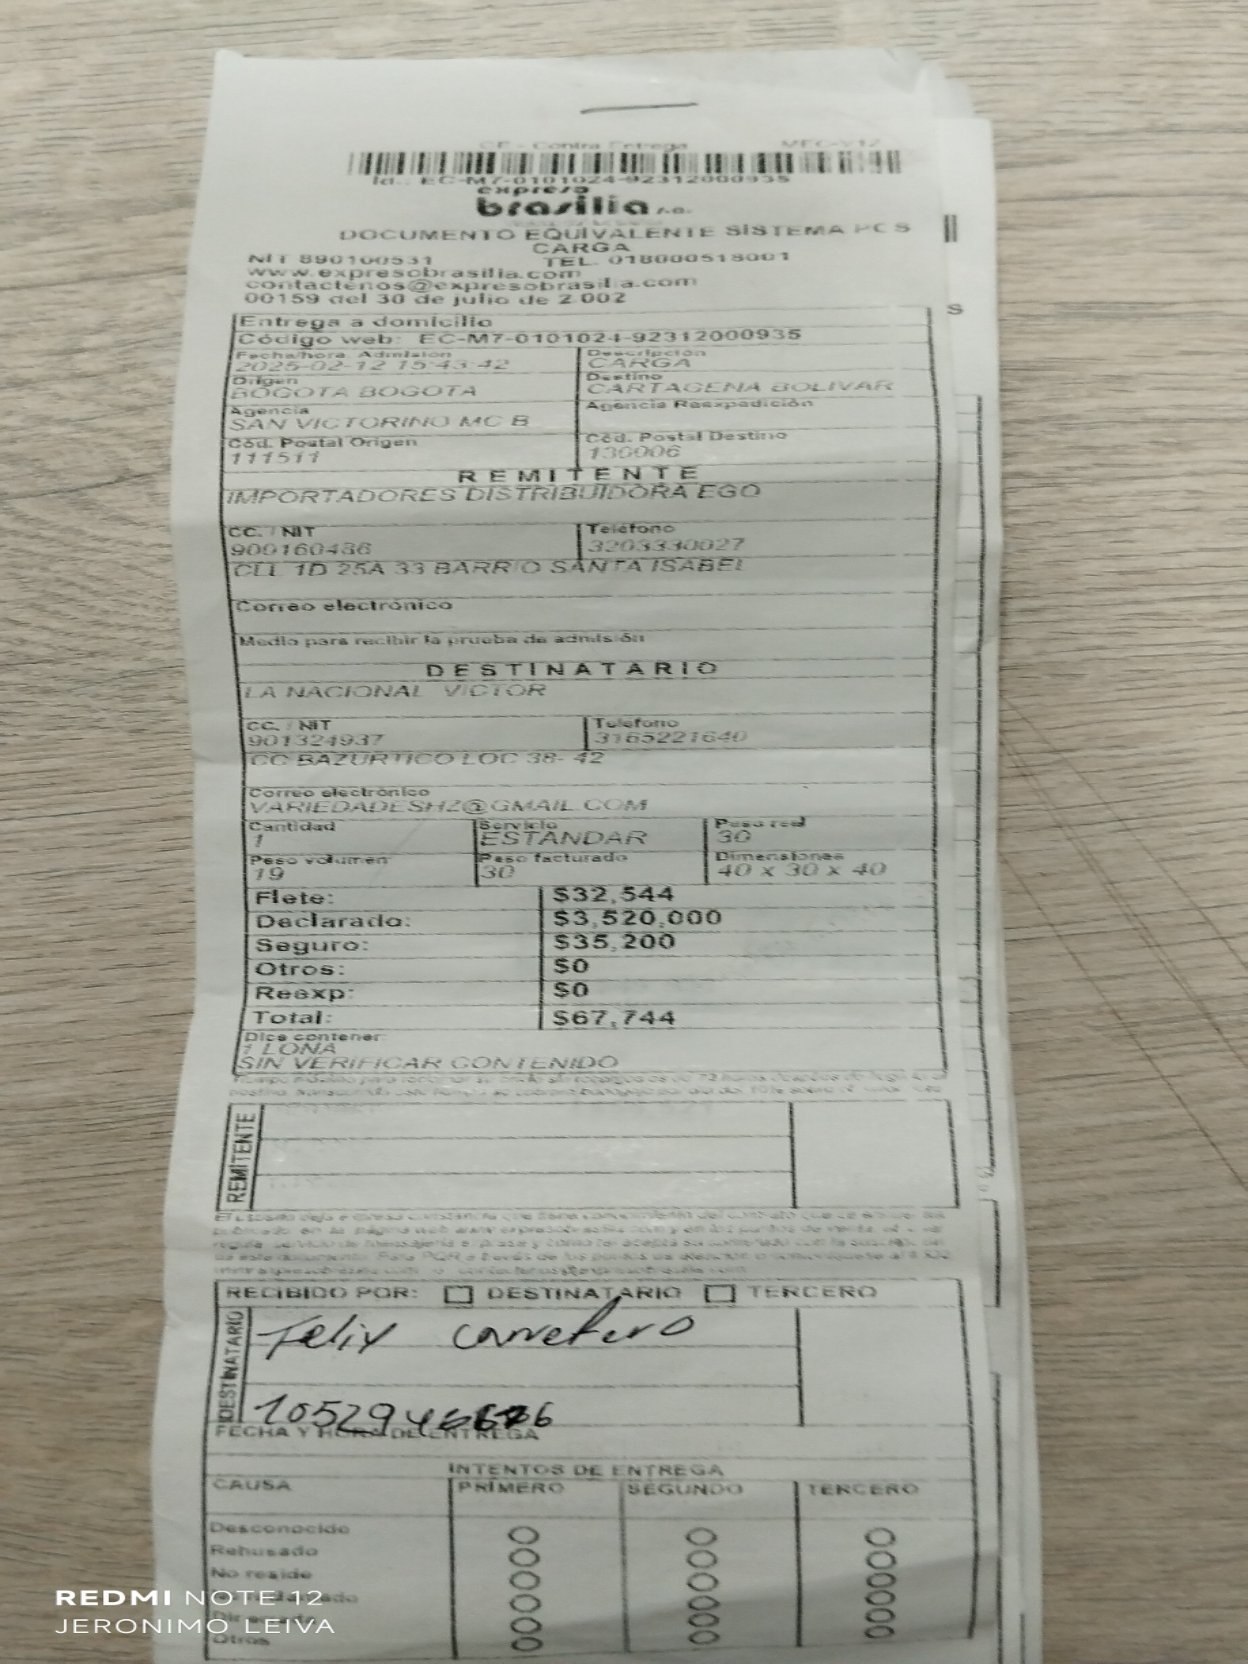 CE - Contra Entrega
Id.: EC-M7-0101024-92312000935
expreso
brasilia s.a.
DOCUMENTO EQUIVALENTE SISTEMA PCS
CARGA
NIT 890100531 TEL. 018000518001
www.expresobrasilia.com
contactenos@expresobrasilia.com
00159 del 30 de julio de 2.002
Entrega a domicilio
Código web: EC-M7-0101024-92312000935
Fecha/hora Admisión Descripción
2025-02-12 15:43:42 CARGA
Origen Destino
BOGOTA BOGOTA CARTAGENA BOLIVAR
Agencia Agencia Reexpedición
SAN VICTORINO MC B
Cód. Postal Origen Cód. Postal Destino
111511 130006
REMITENTE
IMPORTADORES DISTRIBUIDORA EGO
CC. / NIT Teléfono
900160486 3203330027
CLL 1D 25A 33 BARRIO SANTA ISABEL
Correo electrónico
Medio para recibir la prueba de admisión
DESTINATARIO
LA NACIONAL VICTOR
CC. / NIT Teléfono
901324937 3165221640
CC BAZURTICO LOC 38- 42
Correo electrónico
VARIEDADESH2@GMAIL.COM
Cantidad Servicio Peso real
1 ESTANDAR 30
Peso volumen Peso facturado Dimensiones
19 30 40 x 30 x 40
Flete: $32,544
Declarado: $3,520,000
Seguro: $35,200
Otros: $0
Reexp: $0
Total: $67,744
Dice contener:
1 LONA
SIN VERIFICAR CONTENIDO
REMITENTE
RECIBIDO POR: DESTINATARIO TERCERO
DESTINATARIO
Felix Carretero
FECHA Y HORA DE ENTREGA
INTENTOS DE ENTREGA
CAUSA PRIMERO SEGUNDO TERCERO
Desconocido
Rehusado
No reside
Otros
REDMI NOTE 12
JERONIMO LEIVA